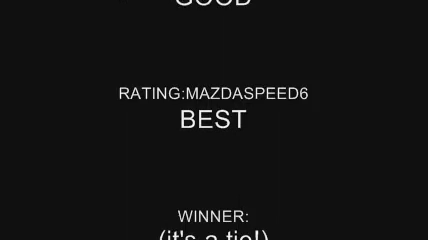 GOOD
RATING:MAZDASPEED6
BEST
WINNER:
(it's a tie!)